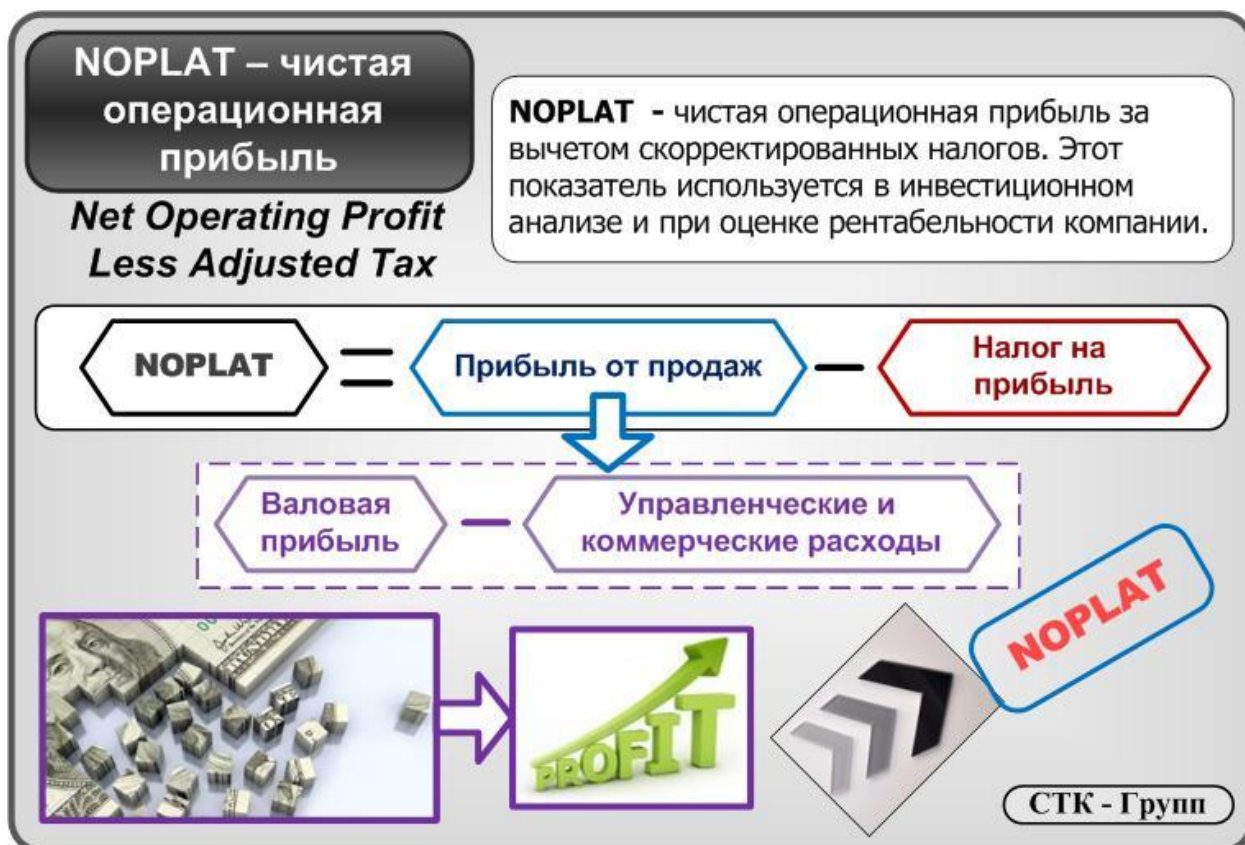 NOPLAT – чистая
операционная
прибыль
Net Operating Profit
Less Adjusted Tax
NOPLAT - чистая операционная прибыль за
вычетом скорректированных налогов. Этот
показатель используется в инвестиционном
анализе и при оценке рентабельности компании.
NOPLAT = Прибыль от продаж — Налог на
прибыль
Валовая
прибыль
—
Управленческие и
коммерческие расходы
PROFIT
NOPLAT
СТК - Групп